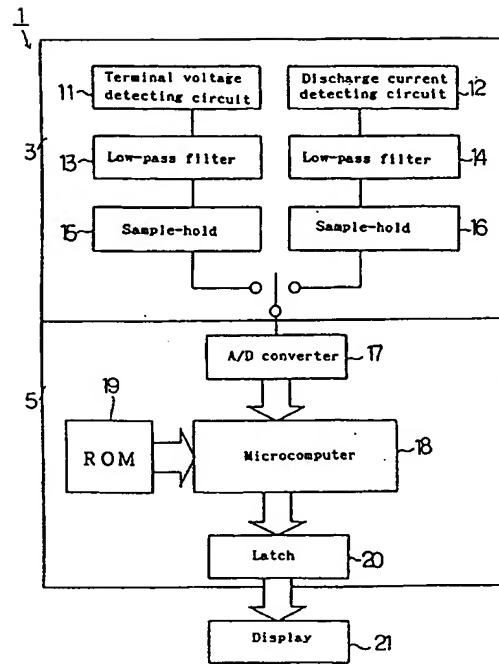 1
Terminal voltage
detecting circuit
11
Discharge current
detecting circuit
12
3
Low-pass filter
13
Low-pass filter
14
Sample-hold
15
Sample-hold
16
A/D converter
17
5
19
ROM
Microcomputer
18
Latch
20
Display
21